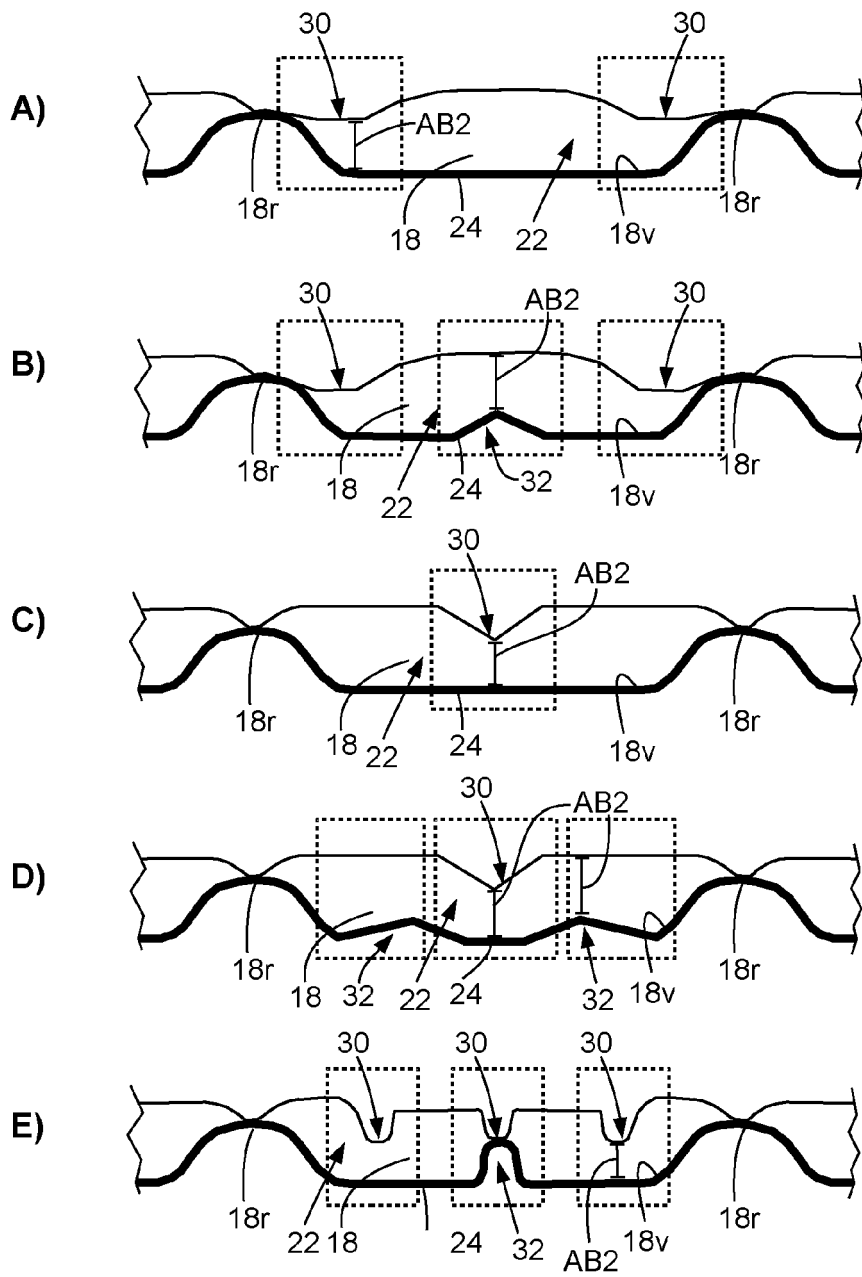 30 30
A)
AB2
18r 18 24 22 18v 18r
30 AB2 30
B)
18r 18 22 24 32 18v 18r
30 AB2
C)
18r 18 22 24 18v 18r
30 AB2
D)
18r 18 32 22 24 32 18v 18r
30 30 30
E)
18r 22 18 24 32 AB2 18v 18r